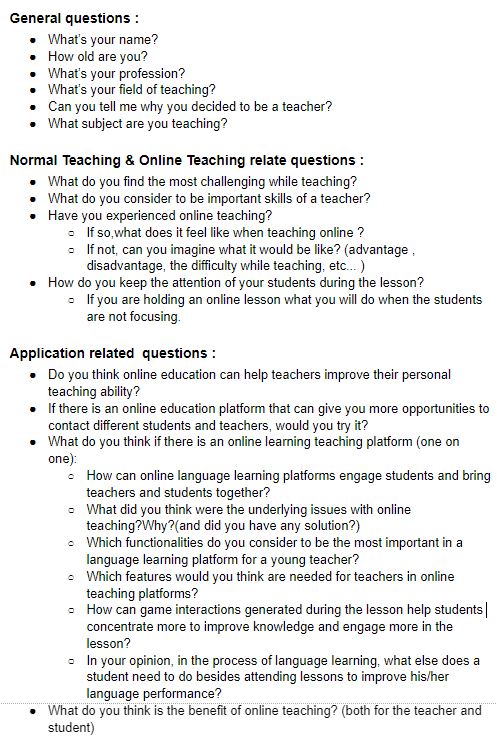 General questions :
● What's your name?
● How old are you?
● What's your profession?
● What's your field of teaching?
● Can you tell me why you decided to be a teacher?
● What subject are you teaching?
Normal Teaching & Online Teaching relate questions :
● What do you find the most challenging while teaching?
● What do you consider to be important skills of a teacher?
● Have you experienced online teaching?
○ If so,what does it feel like when teaching online ?
○ If not, can you imagine what it would be like? (advantage ,
disadvantage, the difficulty while teaching, etc... )
● How do you keep the attention of your students during the lesson?
○ If you are holding an online lesson what you will do when the students
are not focusing.
Application related  questions :
● Do you think online education can help teachers improve their personal
teaching ability?
● If there is an online education platform that can give you more opportunities to
contact different students and teachers, would you try it?
● What do you think if there is an online learning teaching platform (one on
one):
○ How can online language learning platforms engage students and bring
teachers and students together?
○ What did you think were the underlying issues with online
teaching?Why?(and did you have any solution?)
○ Which functionalities do you consider to be the most important in a
language learning platform for a young teacher?
○ Which features would you think are needed for teachers in online
teaching platforms?
○ How can game interactions generated during the lesson help students
concentrate more to improve knowledge and engage more in the
lesson?
○ In your opinion, in the process of language learning, what else does a
student need to do besides attending lessons to improve his/her
language performance?
● What do you think is the benefit of online teaching? (both for the teacher and
student)